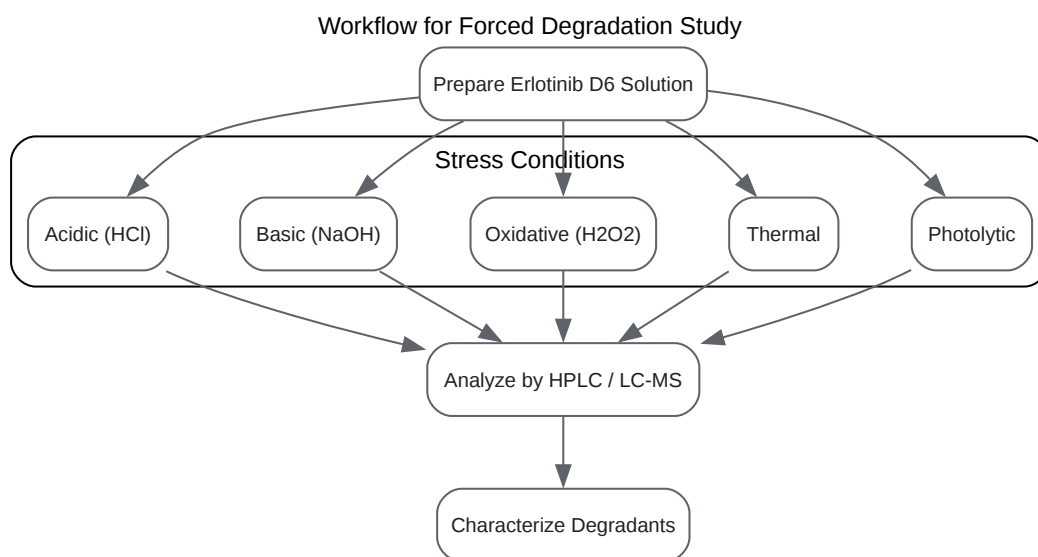 Workflow for Forced Degradation Study
Prepare Erlotinib D6 Solution
Stress Conditions
Acidic (HCl)
Basic (NaOH)
Oxidative (H2O2)
Thermal
Photolytic
Analyze by HPLC / LC-MS
Characterize Degradants